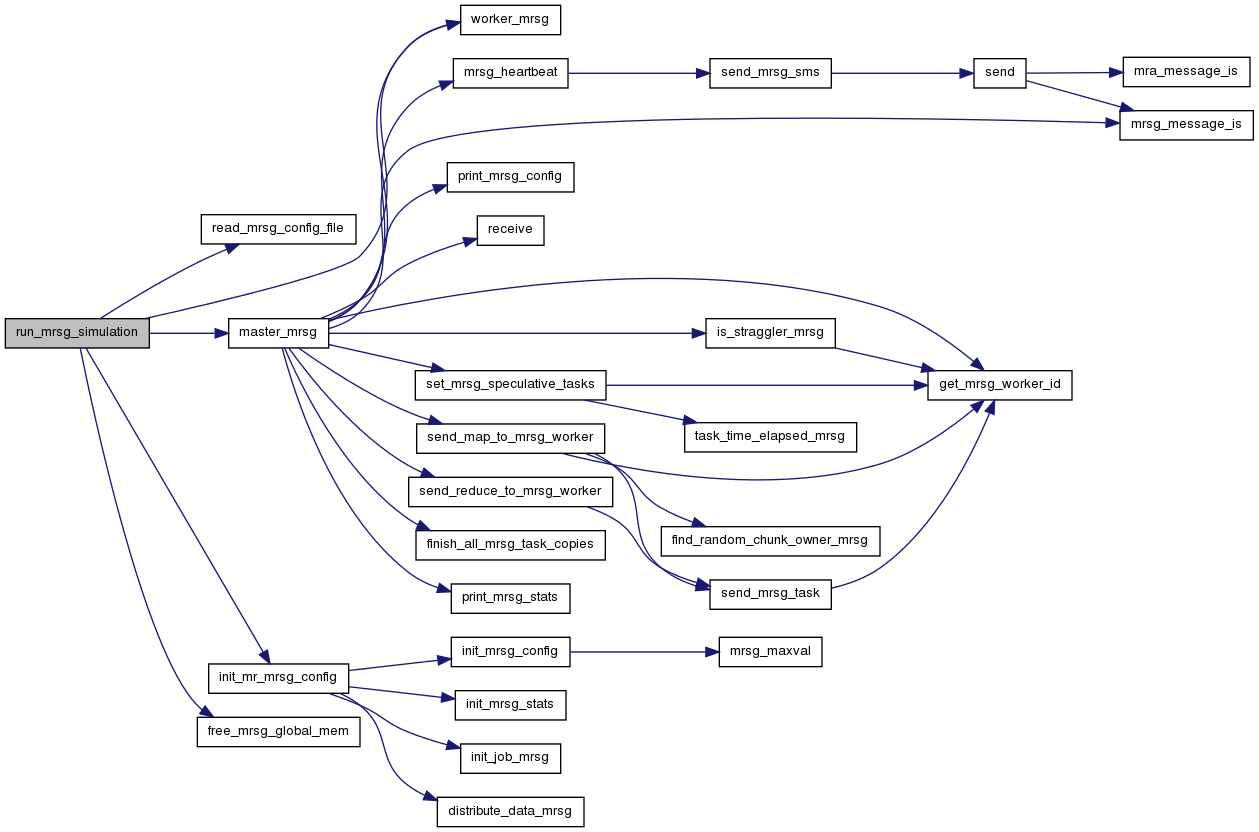 worker_mrsg
mrsg_heartbeat
send_mrsg_sms
send
mra_message_is
mrsg_message_is
print_mrsg_config
read_mrsg_config_file
receive
run_mrsg_simulation
master_mrsg
is_straggler_mrsg
set_mrsg_speculative_tasks
get_mrsg_worker_id
send_map_to_mrsg_worker
task_time_elapsed_mrsg
send_reduce_to_mrsg_worker
finish_all_mrsg_task_copies
find_random_chunk_owner_mrsg
print_mrsg_stats
send_mrsg_task
init_mrsg_config
mrsg_maxval
init_mr_mrsg_config
init_mrsg_stats
free_mrsg_global_mem
init_job_mrsg
distribute_data_mrsg